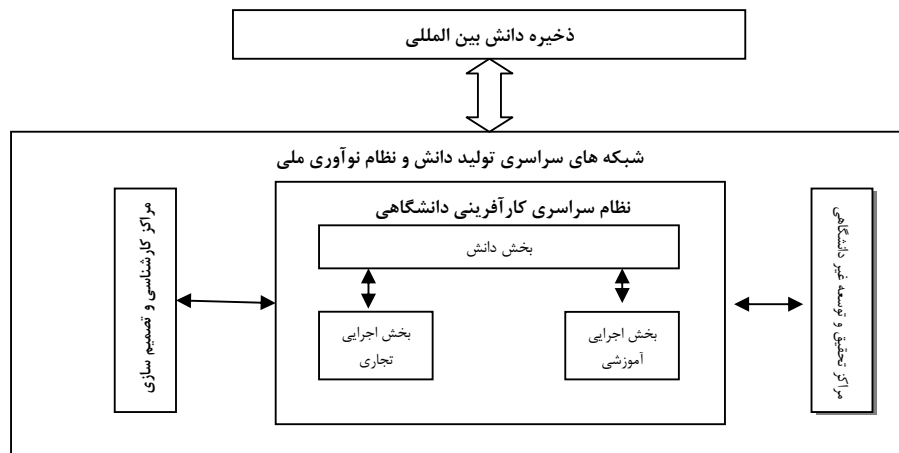 ذخیره دانش بین المللی
شبکه های سراسری تولید دانش و نظام نوآوری ملی
مراکز تحقیق و توسعه غیر دانشگاهی
نظام سراسری کارآفرینی دانشگاهی
بخش دانش
بخش اجرایی
آموزشی
بخش اجرایی
تجاری
مراکز کارشناسی و تصمیم سازی